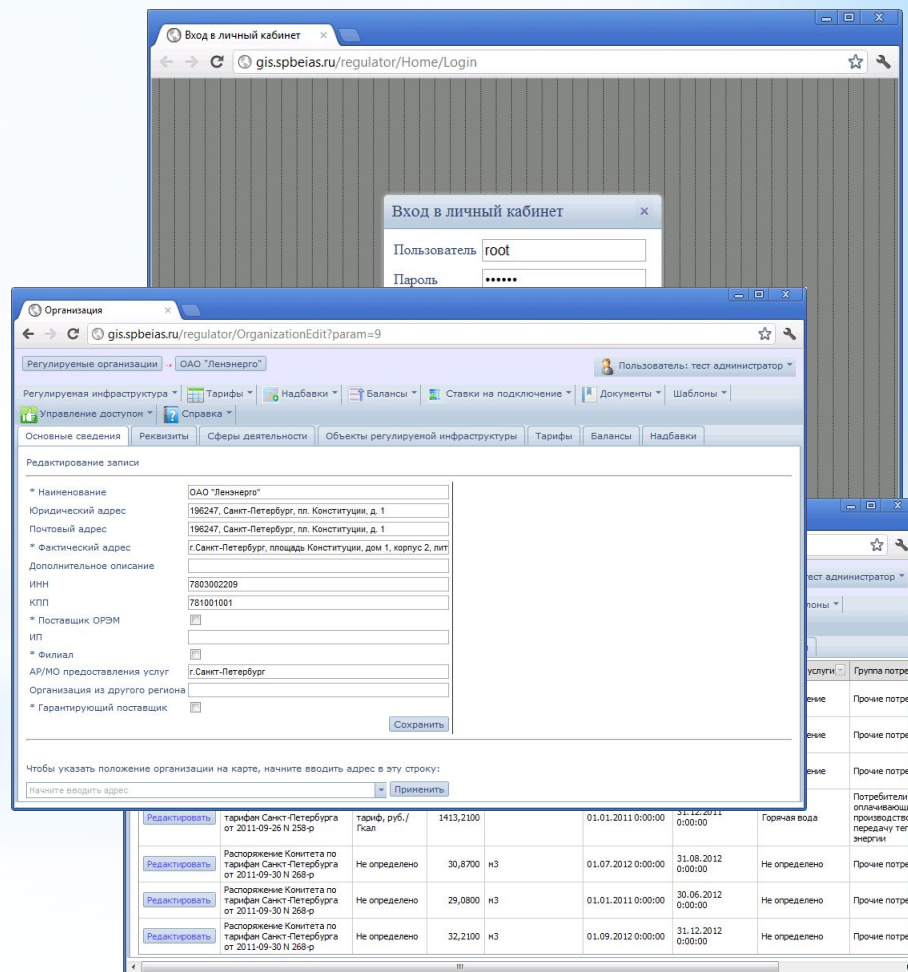 Вход в личный кабинет
gis.spbeias.ru/regulator/Home/Login
Вход в личный кабинет
Пользователь root
Пароль ••••••
Организация
gis.spbeias.ru/regulator/OrganizationEdit?param=9
Регулируемые организации → ОАО "Ленэнерго"
Пользователь: тест администратор
Регулируемая инфраструктура Тарифы Надбавки Балансы Ставки на подключение Документы Шаблоны
Управление доступом Справка
Основные сведения Реквизиты Сферы деятельности Объекты регулируемой инфраструктуры Тарифы Балансы Надбавки
Редактирование записи
* Наименование ОАО "Ленэнерго"
Юридический адрес 196247, Санкт-Петербург, пл. Конституции, д. 1
Почтовый адрес 196247, Санкт-Петербург, пл. Конституции, д. 1
* Фактический адрес г.Санкт-Петербург, площадь Конституции, дом 1, корпус 2, лит
Дополнительное описание
ИНН 7803002209
КПП 781001001
* Поставщик ОРЭМ
ИП
* Филиал
АР/МО предоставления услуг г.Санкт-Петербург
Организация из другого региона
* Гарантирующий поставщик
Сохранить
Чтобы указать положение организации на карте, начните вводить адрес в эту строку:
Начните вводить адрес Применить
тест администратор
лоны
услуги Группа потре
ение Прочие потре
ение Прочие потре
ение Прочие потре
Редактировать
тарифам Санкт-Петербурга
от 2011-09-26 N 258-р
тариф, руб./
Гкал
1413,2100
01.01.2011 0:00:00
31.12.2011
0:00:00
Горячая вода
Потребители,
оплачивающи
производство
передачу теп
энергии
Редактировать
Распоряжение Комитета по
тарифам Санкт-Петербурга
от 2011-09-30 N 268-р
Не определено
30,8700 м3
01.07.2012 0:00:00
31.08.2012
0:00:00
Не определено
Прочие потре
Редактировать
Распоряжение Комитета по
тарифам Санкт-Петербурга
от 2011-09-30 N 268-р
Не определено
29,0800 м3
01.01.2011 0:00:00
30.06.2012
0:00:00
Не определено
Прочие потре
Редактировать
Распоряжение Комитета по
тарифам Санкт-Петербурга
от 2011-09-30 N 268-р
Не определено
32,2100 м3
01.09.2012 0:00:00
31.12.2012
0:00:00
Не определено
Прочие потре